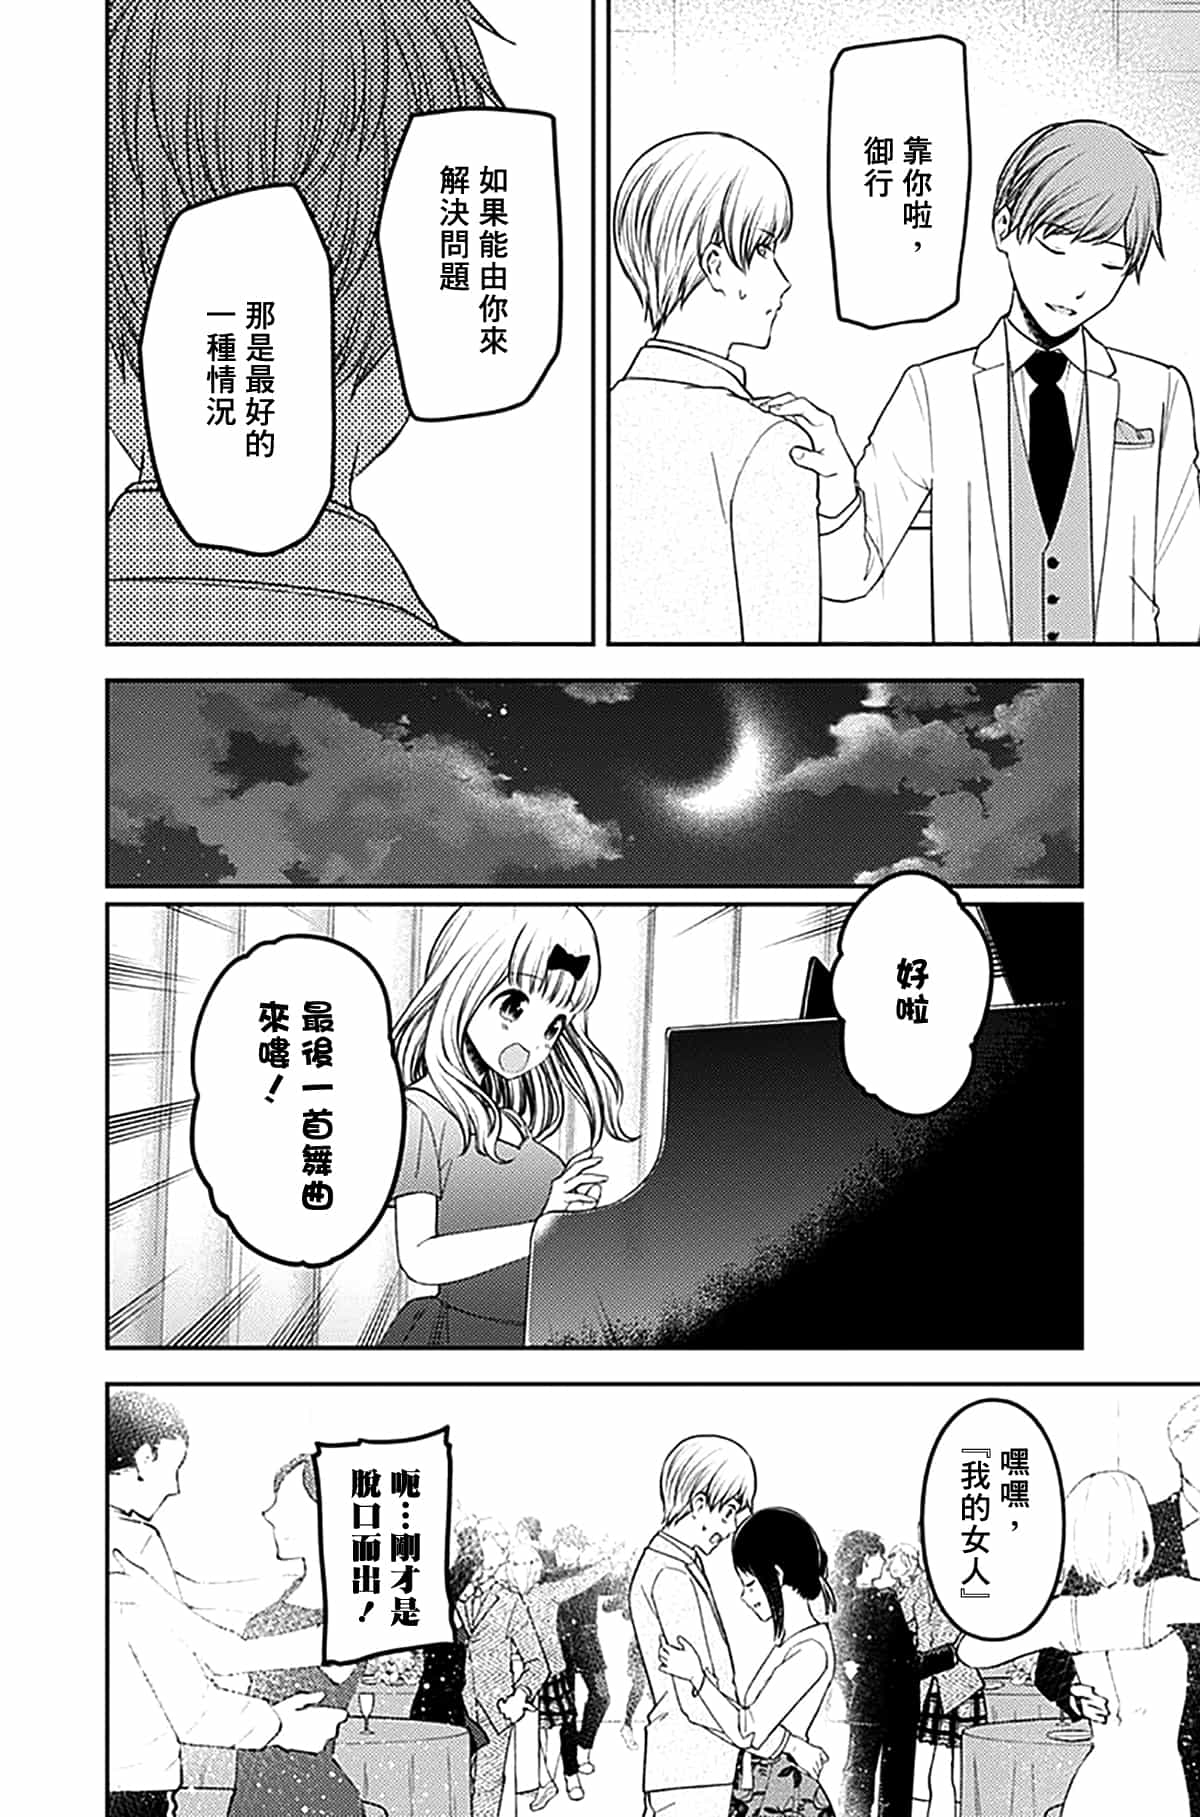 靠你啦，
御行
如果能由你來
解決問題
那是最好的
一種情況
好啦
最後一首舞曲
來嘍！
嘿嘿，
『我的女人』
呃…剛才是
脫口而出！